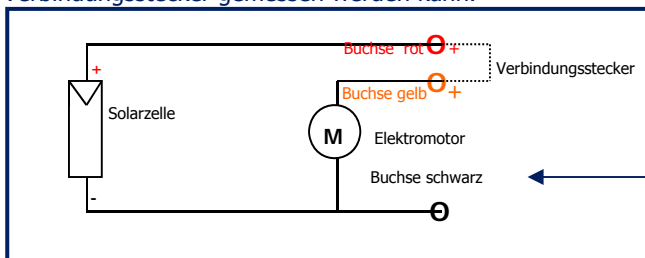 Verbindungsstecker gemessen werden kann.
Buchse rot O +
+
Verbindungsstecker
Buchse gelb O +
Solarzelle
M Elektromotor
Buchse schwarz
-
O